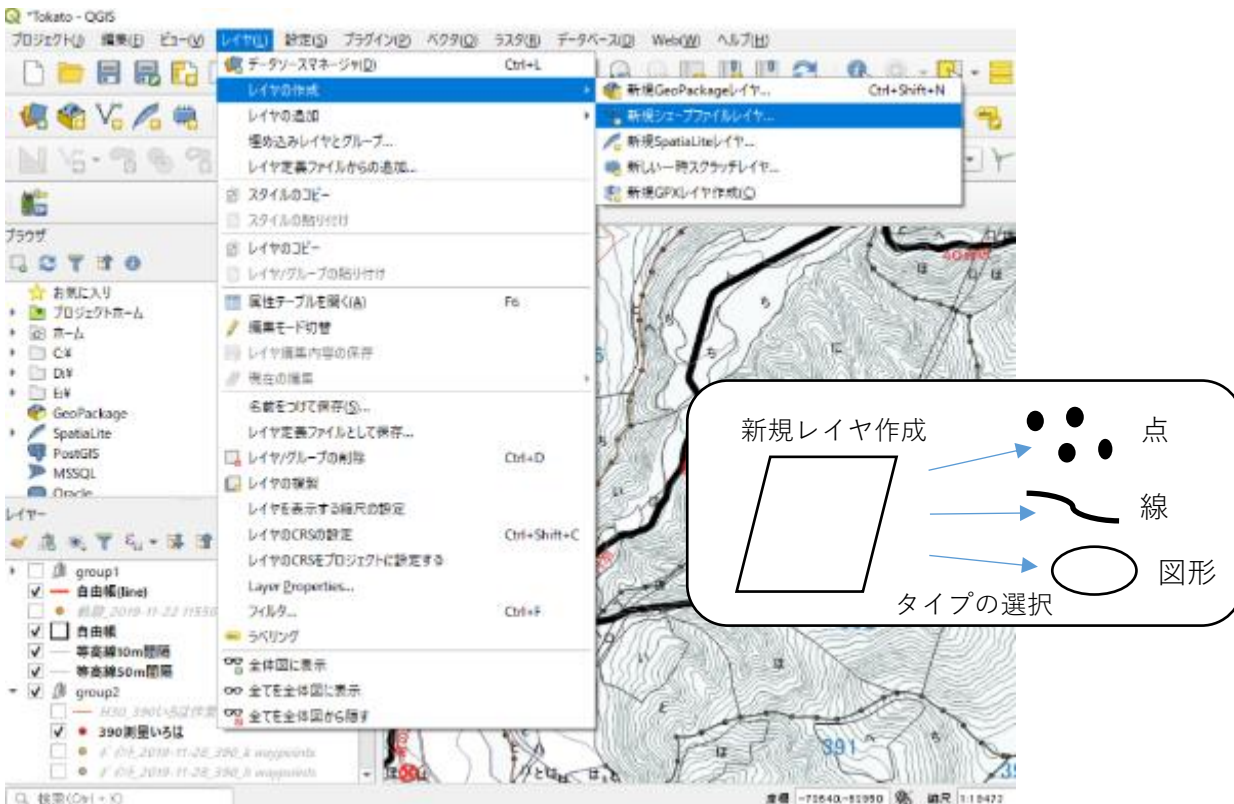 *Tokato - QGIS
プロジェクト(J) 編集(E) ビュー(V) レイヤ(L) 設定(S) プラグイン(P) ベクタ(O) ラスタ(R) データベース(D) Web(W) ヘルプ(H)
データソースマネージャ(D) Ctrl+L
レイヤの作成
レイヤの追加
埋め込みレイヤとグループ...
レイヤ定義ファイルからの追加...
スタイルのコピー
スタイルの貼り付け
レイヤのコピー
レイヤ/グループの貼り付け
属性テーブルを開く(A) F6
編集モード切替
レイヤ編集内容の保存
現在の編集
名前をつけて保存(S)...
レイヤ定義ファイルとして保存...
レイヤ/グループの削除 Ctrl+D
レイヤの複製
レイヤを表示する縮尺の設定
レイヤのCRSの設定 Ctrl+Shift+C
レイヤのCRSをプロジェクトに設定する
Layer Properties...
フィルタ... Ctrl+F
ラベリング
全体図に表示
全てを全体図に表示
全てを全体図から隠す
新規GeoPackageレイヤ... Ctrl+Shift+N
新規シェープファイルレイヤ...
新規SpatiaLiteレイヤ...
新しい一時スクラッチレイヤ...
新規GPXレイヤ作成(C)
ブラウザ
お気に入り
プロジェクトホーム
ホーム
C:¥
D:¥
E:¥
GeoPackage
SpatiaLite
PostGIS
MSSQL
Oracle
レイヤー
group1
自由帳(line)
自由帳
等高線10m間隔
等高線50m間隔
group2
390測量いろは
検索(Ctrl + K)
391
座標 -71640,-51950
縮尺 1:10472
新規レイヤ作成
点
線
図形
タイプの選択